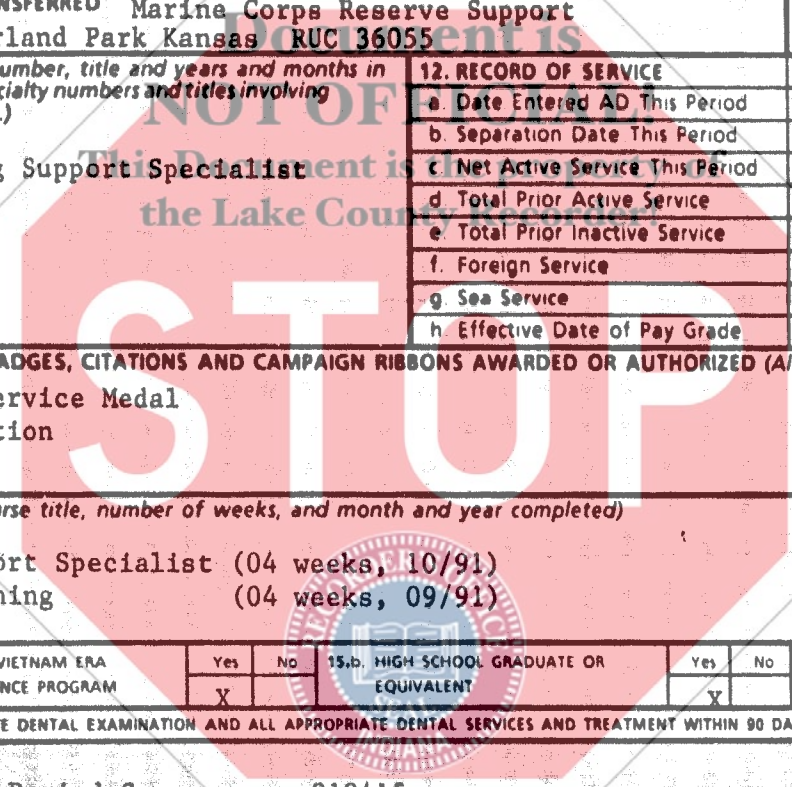 NSFERRED Marine Corps Reserve Support
rland Park Kansas RUC 36055
Document is
NOT OFFICIAL!
This Document is the property of
the Lake County Recorder!
STOP
umber, title and years and months in
cialty numbers and titles involving
.)
g Support Specialist
12. RECORD OF SERVICE
a. Date Entered AD This Period
b. Separation Date This Period
c. Net Active Service This Period
d. Total Prior Active Service
e. Total Prior Inactive Service
f. Foreign Service
g. Sea Service
h. Effective Date of Pay Grade
ADGES, CITATIONS AND CAMPAIGN RIBBONS AWARDED OR AUTHORIZED (A
ervice Medal
tion
rse title, number of weeks, and month and year completed)
ort Specialist (04 weeks, 10/91)
ning (04 weeks, 09/91)
VIETNAM ERA
NCE PROGRAM
Yes No
X
15.b. HIGH SCHOOL GRADUATE OR
EQUIVALENT
Yes No
X
RECORDER OFFICE
SEAL
INDIANA
E DENTAL EXAMINATION AND ALL APPROPRIATE DENTAL SERVICES AND TREATMENT WITHIN 90 DA